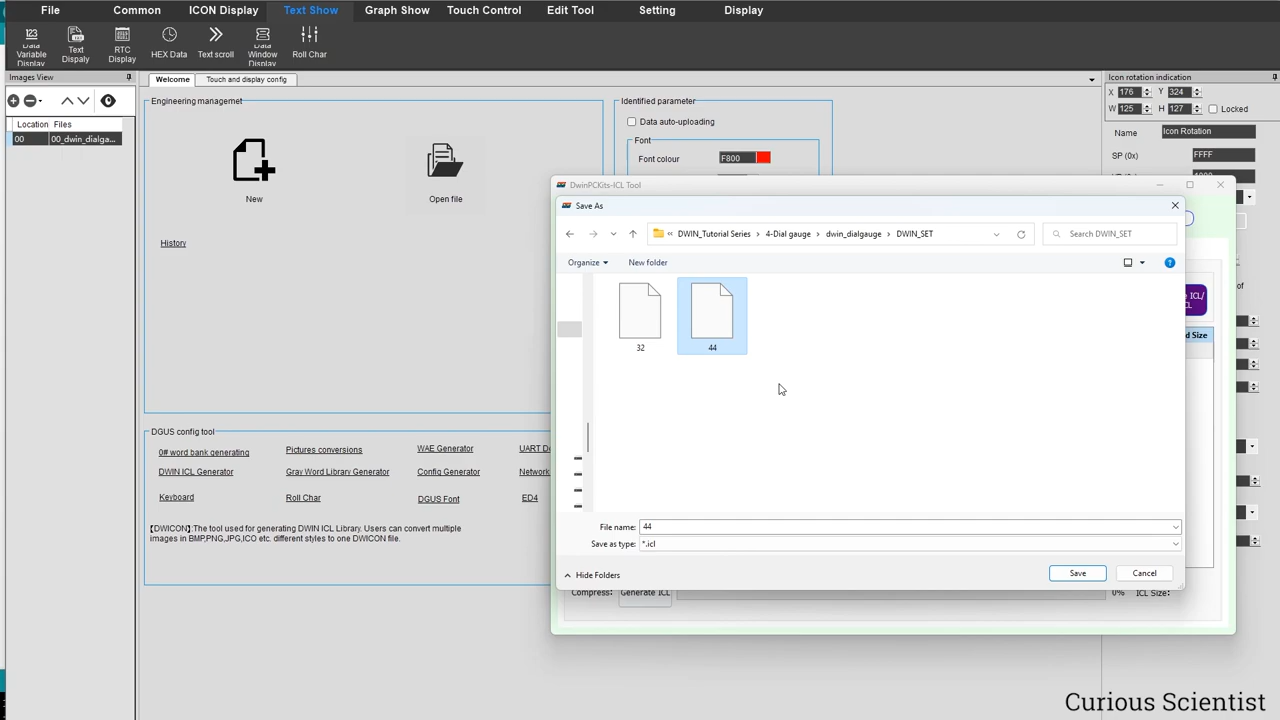 File Common ICON Display Text Show Graph Show Touch Control Edit Tool Setting Display
Data Variable Display
Text Dispaly
RTC Display
HEX Data
Text scroll
Data Window Display
Roll Char
Images View
Welcome Touch and display config
Icon rotation indication
Location Files
00 00_dwin_dialga...
X 176 Y 324
W 125 H 127 Locked
Name Icon Rotation
SP (0x) FFFF
Engineering managemet
New
Open file
History
Identified parameter
Data auto-uploading
Font
Font colour F800
DwinPCKits-ICL Tool
Save As
« DWIN_Tutorial Series › 4-Dial gauge › dwin_dialgauge › DWIN_SET
Search DWIN_SET
Organize New folder
32
44
File name: 44
Save as type: *.icl
Hide Folders
Save Cancel
Compress: Generate ICL 0% ICL Size:
DGUS config tool
0# word bank generating Pictures conversions WAE Generator
DWIN ICL Generator Gray Word Library Generator Config Generator
Keyboard Roll Char DGUS Font ED4
【DWICON】:The tool used for generating DWIN ICL Library. Users can convert multiple
images in BMP,PNG,JPG,ICO etc. different styles to one DWICON file.
Curious Scientist